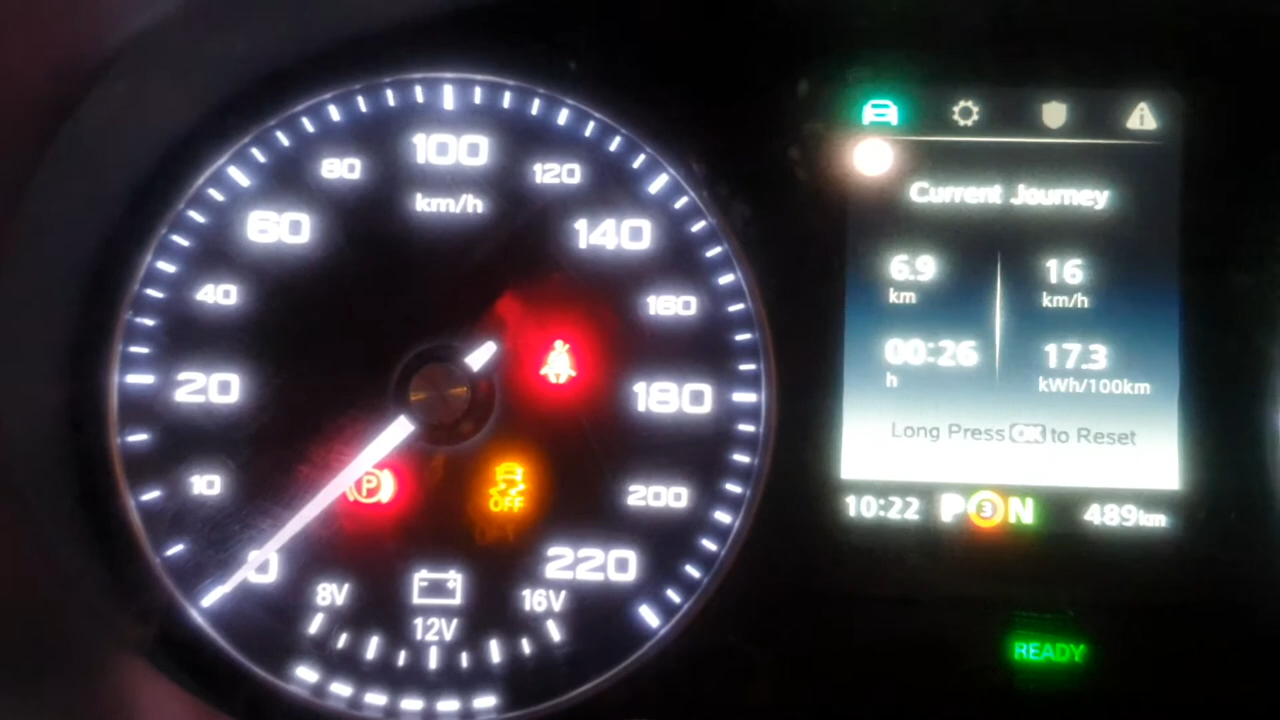 100
80
120
km/h
60
140
40
160
20
180
10
200
0
220
P
OFF
8V
16V
12V
Current Journey
6.9
km
16
km/h
00:26
h
17.3
kWh/100km
Long Press OK to Reset
10:22 P 3 N 489km
READY